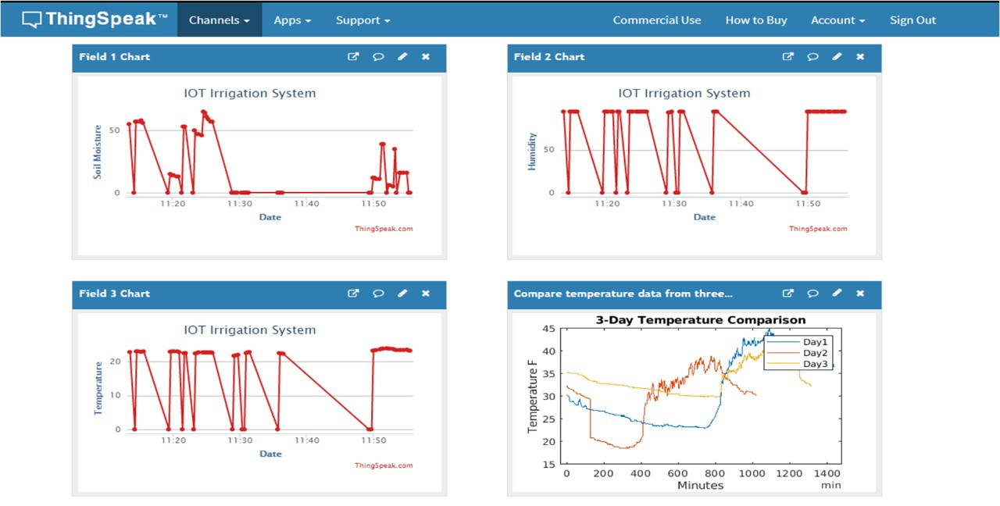 ThingSpeak™ Channels Apps Support Commercial Use How to Buy Account Sign Out
Field 1 Chart
IOT Irrigation System
Soil Moisture
50
0
11:20 11:30 11:40 11:50
Date
ThingSpeak.com
Field 2 Chart
IOT Irrigation System
Humidity
50
0
11:20 11:30 11:40 11:50
Date
ThingSpeak.com
Field 3 Chart
IOT Irrigation System
Temperature
20
10
0
11:20 11:30 11:40 11:50
Date
ThingSpeak.com
Compare temperature data from three...
3-Day Temperature Comparison
Temperature F
45
40
35
30
25
20
15
Day1
Day2
Day3
0 200 400 600 800 1000 1200 1400
Minutes
min